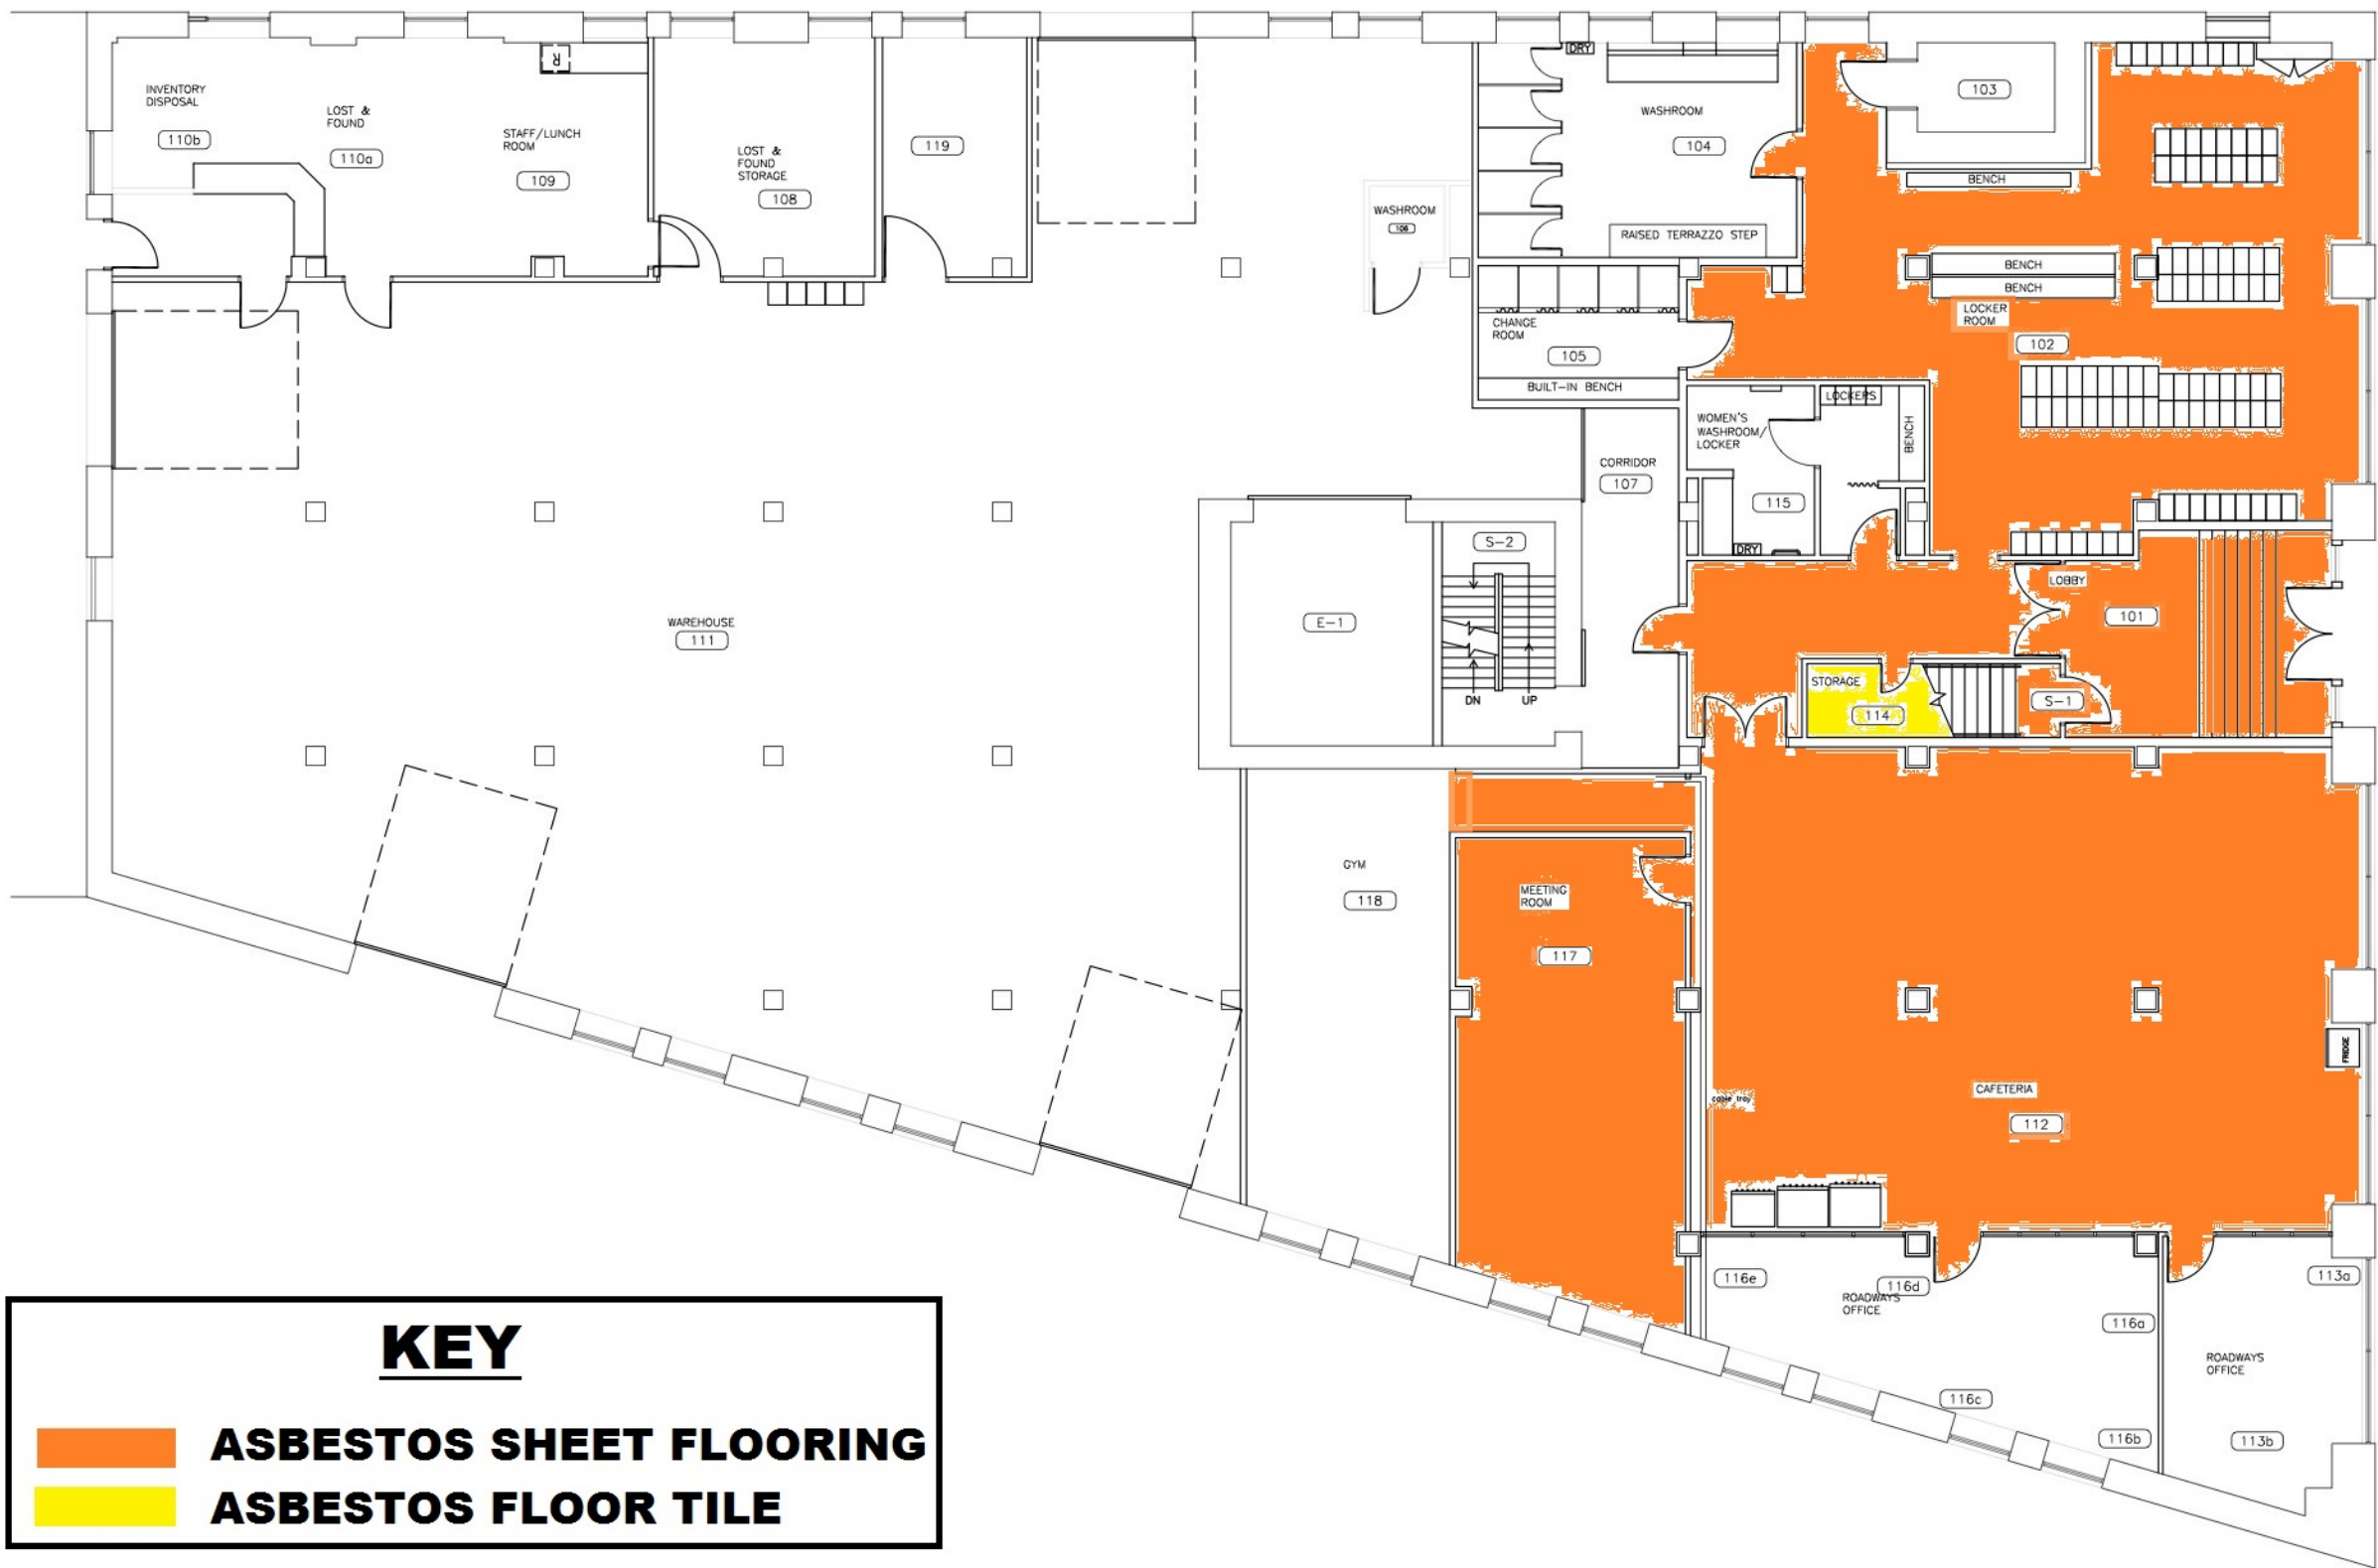 INVENTORY
DISPOSAL
110b
LOST &
FOUND
110a
R
STAFF/LUNCH
ROOM
109
LOST &
FOUND
STORAGE
108
119
WASHROOM
106
DRY
WASHROOM
104
RAISED TERRAZZO STEP
103
BENCH
BENCH
BENCH
LOCKER
ROOM
102
CHANGE
ROOM
105
BUILT-IN BENCH
WOMEN'S
WASHROOM/
LOCKER
LOCKERS
BENCH
115
DRY
CORRIDOR
107
S-2
E-1
DN
UP
WAREHOUSE
111
LOBBY
101
STORAGE
114
S-1
GYM
118
MEETING
ROOM
117
cable tray
CAFETERIA
112
FRIDGE
116e
116d
ROADWAYS
OFFICE
116a
116c
116b
113a
ROADWAYS
OFFICE
113b
KEY
ASBESTOS SHEET FLOORING
ASBESTOS FLOOR TILE